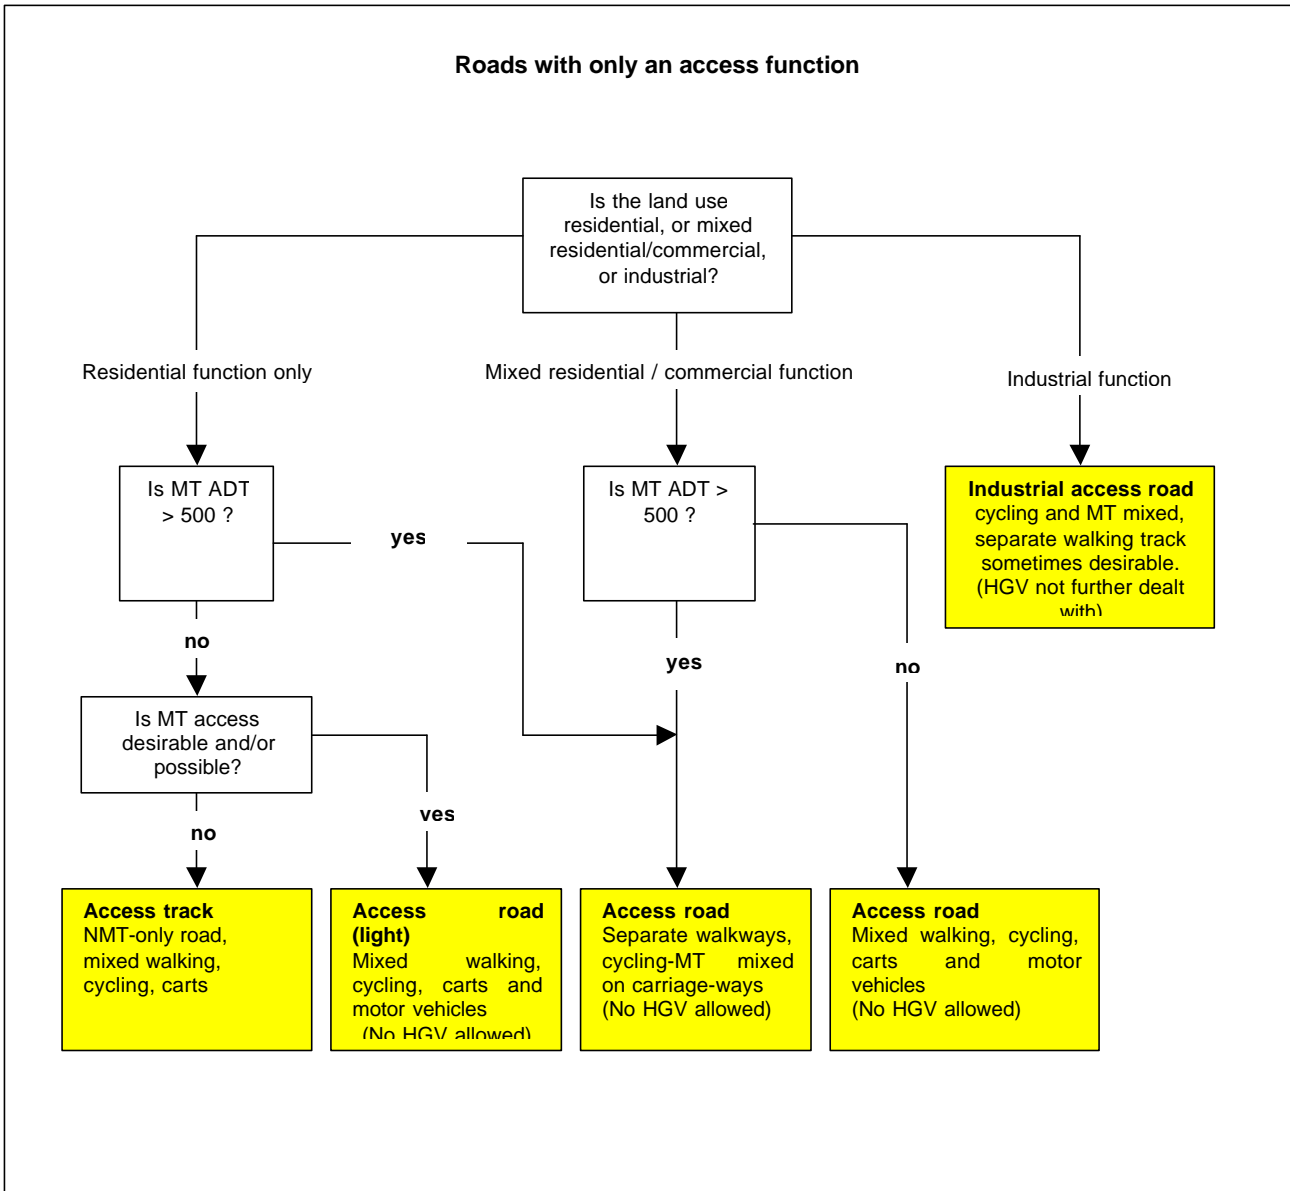 Roads with only an access function
Is the land use
residential, or mixed
residential/commercial,
or industrial?
Residential function only
Mixed residential / commercial function
Industrial function
Is MT ADT
> 500 ?
yes
Is MT ADT >
500 ?
Industrial access road
cycling and MT mixed,
separate walking track
sometimes desirable.
(HGV not further dealt
with)
no
yes
no
Is MT access
desirable and/or
possible?
no
yes
Access track
NMT-only road,
mixed walking,
cycling, carts
Access road
(light)
Mixed walking,
cycling, carts and
motor vehicles
(No HGV allowed)
Access road
Separate walkways,
cycling-MT mixed
on carriage-ways
(No HGV allowed)
Access road
Mixed walking, cycling,
carts and motor
vehicles
(No HGV allowed)